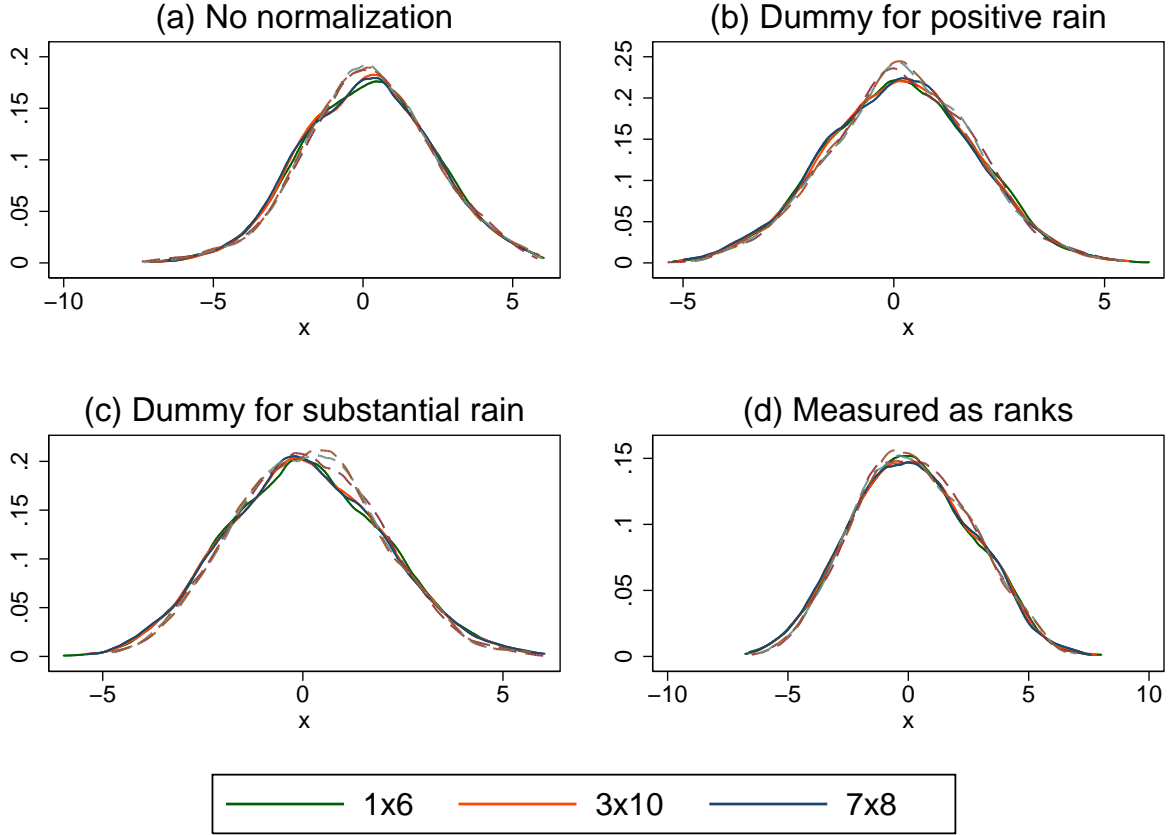 (a) No normalization
.2
.15
.1
.05
0
−10 −5 0 5
x
(b) Dummy for positive rain
.25
.2
.15
.1
.05
0
−5 0 5
x
(c) Dummy for substantial rain
.2
.15
.1
.05
0
−5 0 5
x
(d) Measured as ranks
.15
.1
.05
0
−10 −5 0 5 10
x
1x6 3x10 7x8